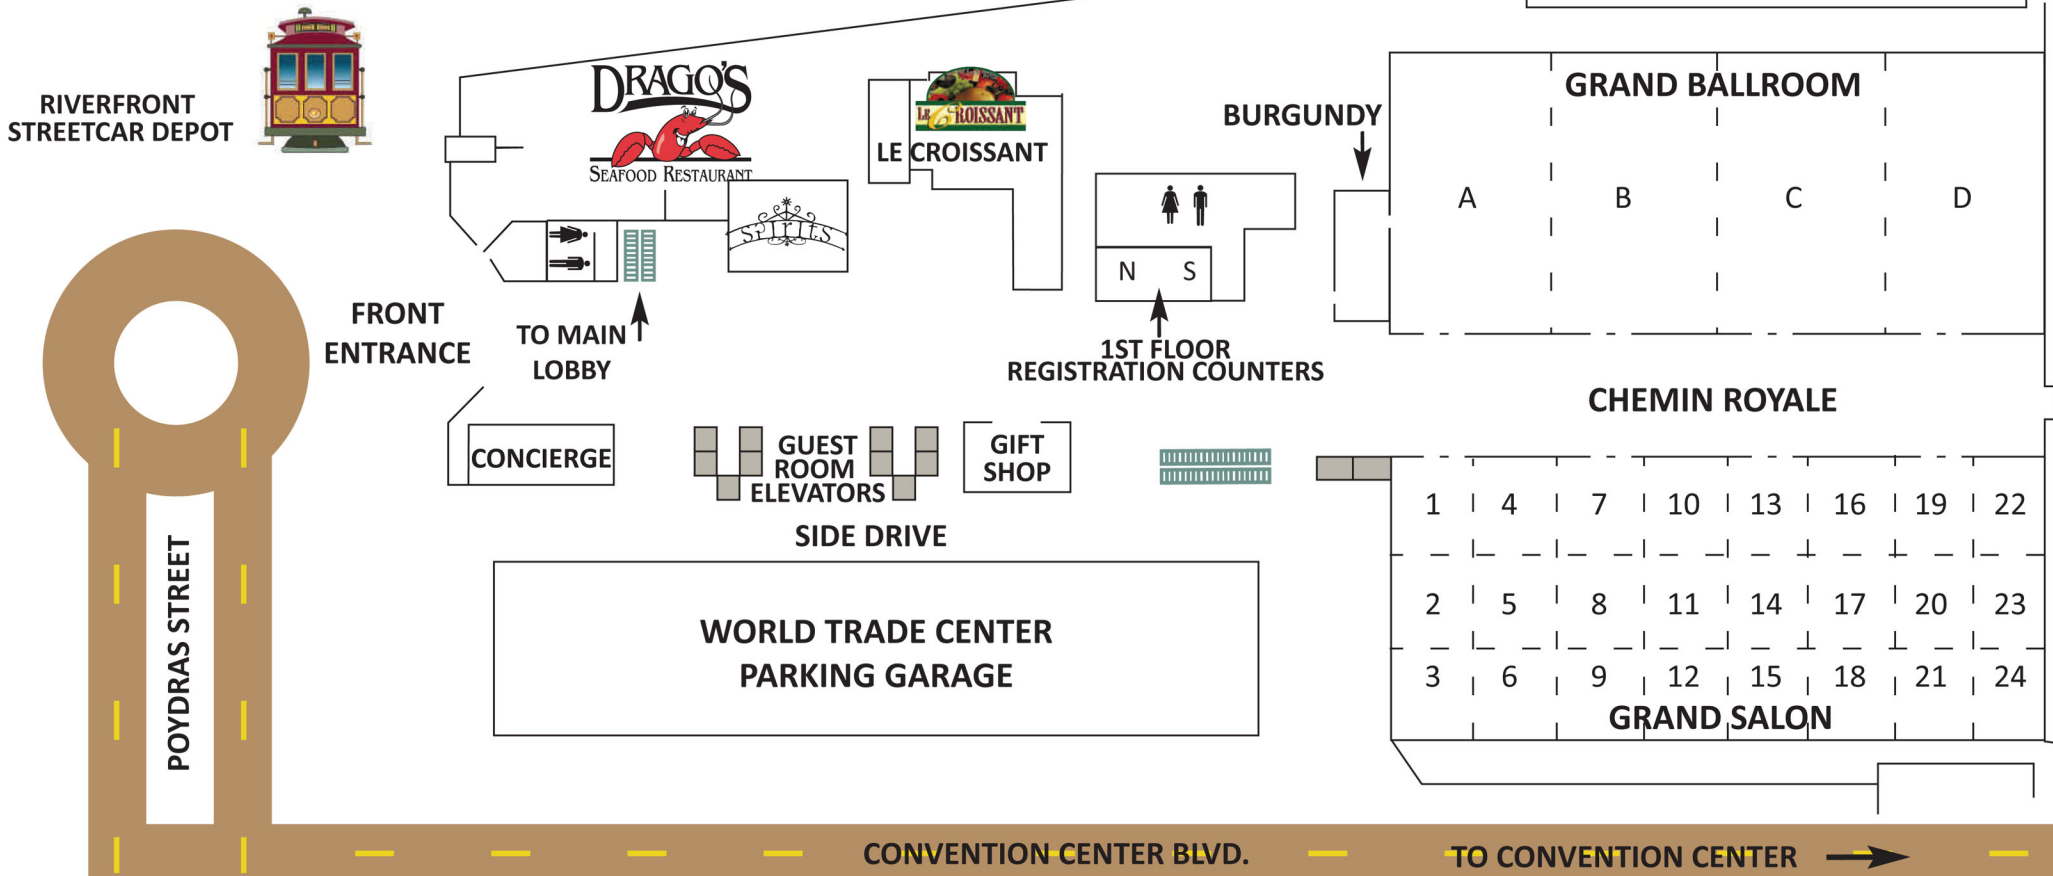 RIVERFRONT
STREETCAR DEPOT
DRAGO'S
SEAFOOD RESTAURANT
SPIRITS
LE CROISSANT
LE CROISSANT
BURGUNDY
GRAND BALLROOM
A
B
C
D
N
S
1ST FLOOR
REGISTRATION COUNTERS
FRONT
ENTRANCE
TO MAIN
LOBBY
CHEMIN ROYALE
CONCIERGE
GUEST
ROOM
ELEVATORS
GIFT
SHOP
SIDE DRIVE
WORLD TRADE CENTER
PARKING GARAGE
1 4 7 10 13 16 19 22
2 5 8 11 14 17 20 23
3 6 9 12 15 18 21 24
GRAND SALON
POYDRAS STREET
CONVENTION CENTER BLVD.
TO CONVENTION CENTER